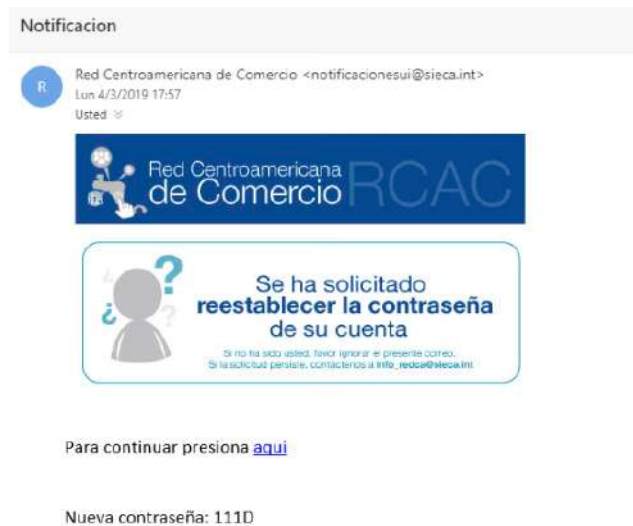 Notificacion
R
Red Centroamericana de Comercio <notificacionesui@sieca.int>
Lun 4/3/2019 17:57
Usted
Red Centroamericana
de Comercio
RCAC
Se ha solicitado
reestablecer la contraseña
de su cuenta
Si no ha sido usted, favor ignorar el presente correo.
Si la solicitud persiste, contáctenos a info_redca@sieca.int
Para continuar presiona aqui
Nueva contraseña: 111D